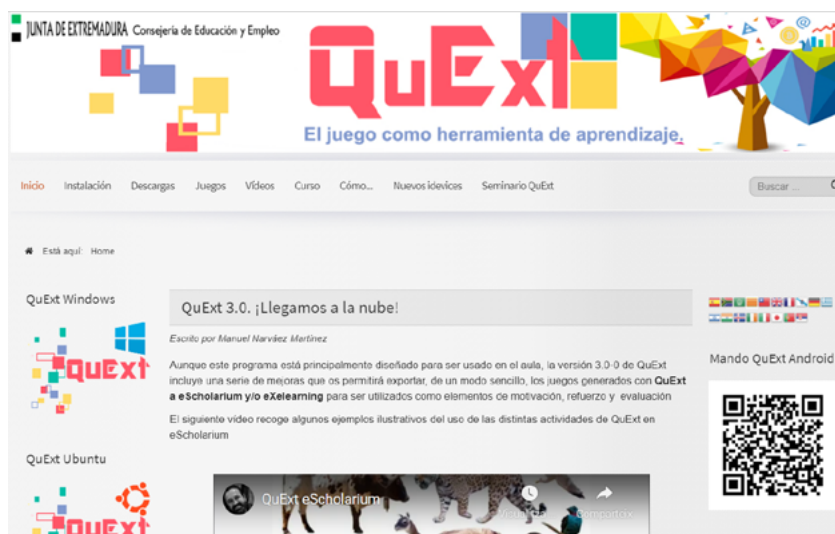 JUNTA DE EXTREMADURA Consejería de Educación y Empleo
QuExt
El juego como herramienta de aprendizaje.
Inicio Instalación Descargas Juegos Vídeos Curso Cómo... Nuevos idevices Seminario QuExt Buscar ...
Está aquí: Home
QuExt Windows
QuExt
QuExt Ubuntu
QuExt
QuExt 3.0. ¡Llegamos a la nube!
Escrito por Manuel Narváez Martínez
Aunque este programa está principalmente diseñado para ser usado en el aula, la versión 3.0-0 de QuExt
incluye una serie de mejoras que os permitirá exportar, de un modo sencillo, los juegos generados con QuExt
a eScholarium y/o eXelearning para ser utilizados como elementos de motivación, refuerzo y evaluación
El siguiente vídeo recoge algunos ejemplos ilustrativos del uso de las distintas actividades de QuExt en
eScholarium
QuExt eScholarium
Mando QuExt Android